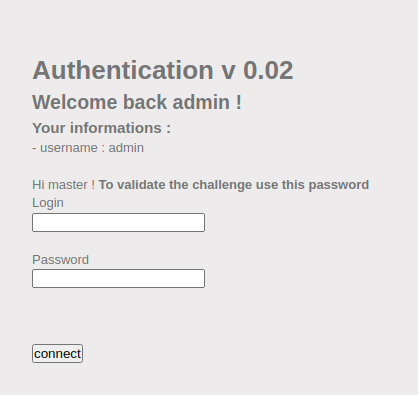 Authentication v 0.02
Welcome back admin !
Your informations :
- username : admin
Hi master ! To validate the challenge use this password
Login
Password
connect